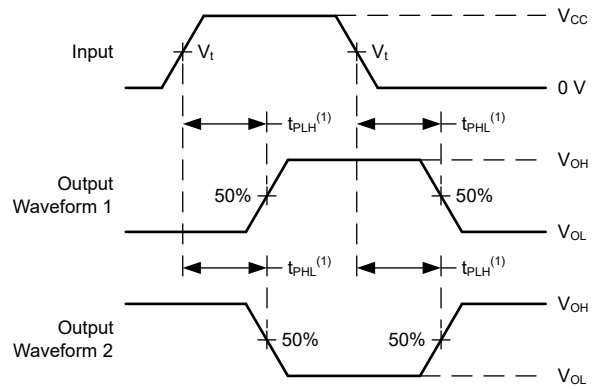 V_CC
Input
V_t
V_t
0 V
t_PLH^(1)
t_PHL^(1)
V_OH
Output
Waveform 1
50%
50%
V_OL
t_PHL^(1)
t_PLH^(1)
V_OH
Output
Waveform 2
50%
50%
V_OL